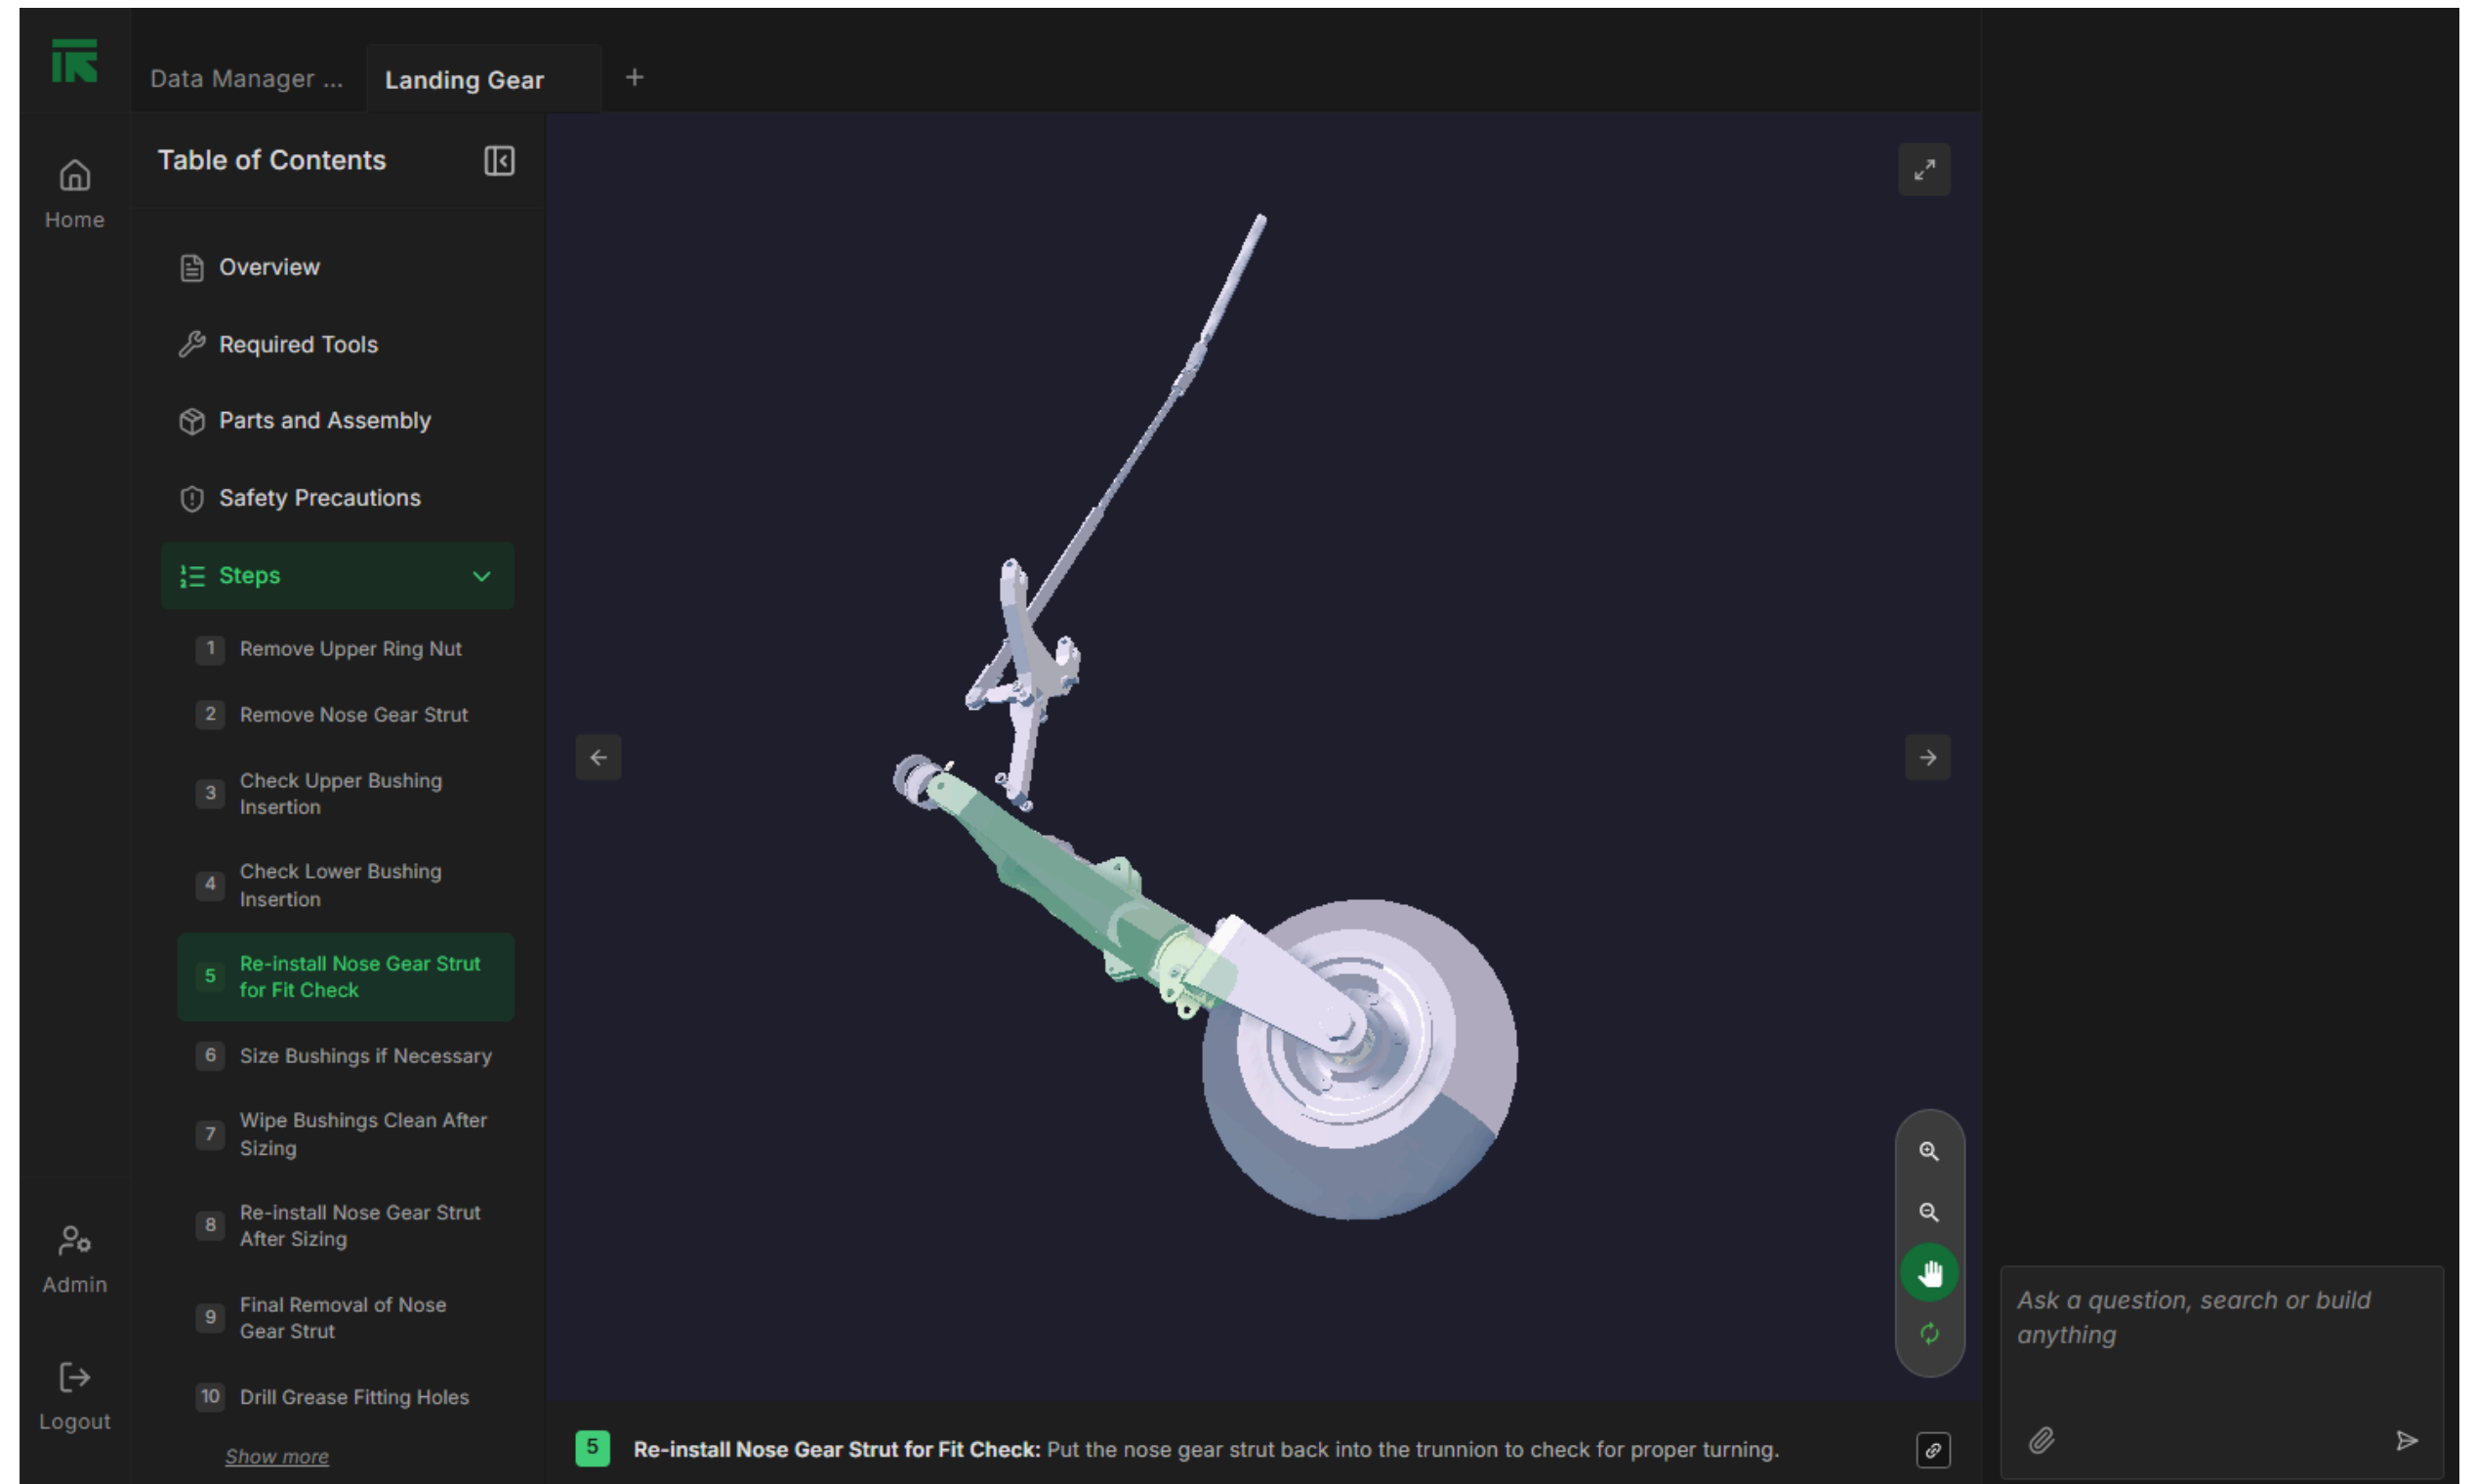 Data Manager ...
Landing Gear
Home
Table of Contents
Overview
Required Tools
Parts and Assembly
Safety Precautions
Steps
1 Remove Upper Ring Nut
2 Remove Nose Gear Strut
3 Check Upper Bushing
Insertion
4 Check Lower Bushing
Insertion
5 Re-install Nose Gear Strut
for Fit Check
6 Size Bushings if Necessary
7 Wipe Bushings Clean After
Sizing
8 Re-install Nose Gear Strut
After Sizing
9 Final Removal of Nose
Gear Strut
10 Drill Grease Fitting Holes
Show more
Admin
Logout
5 Re-install Nose Gear Strut for Fit Check: Put the nose gear strut back into the trunnion to check for proper turning.
Ask a question, search or build
anything